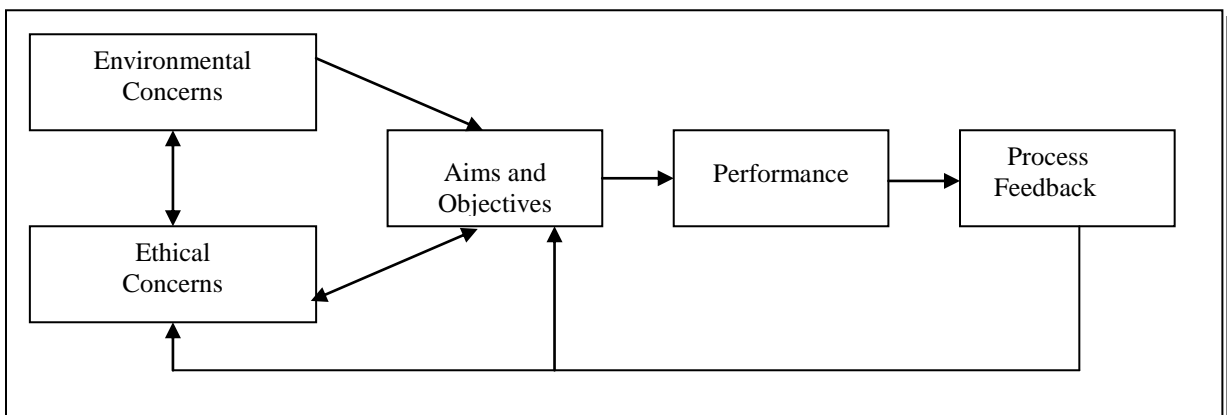 Environmental
Concerns
Aims and
Objectives
Performance
Process
Feedback
Ethical
Concerns